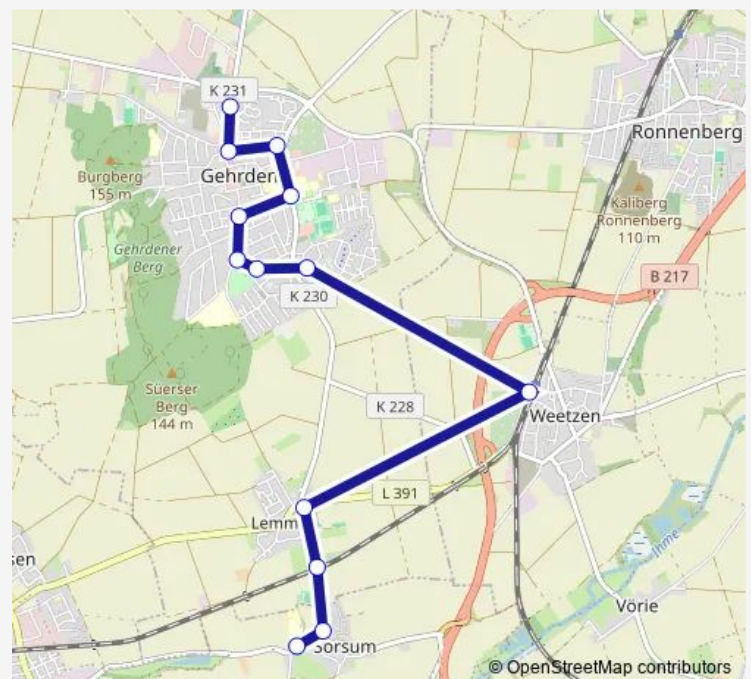 K 231
Ronnenberg
Burgberg
155 m
Gehrden
Kaliberg
Ronnenberg
110 m
Gehrdener
Berg
B 217
K 230
Süerser
Berg
144 m
K 228
Weetzen
L 391
Lemm
sen
Ihme
Vörie
Sorsum
© OpenStreetMap contributors